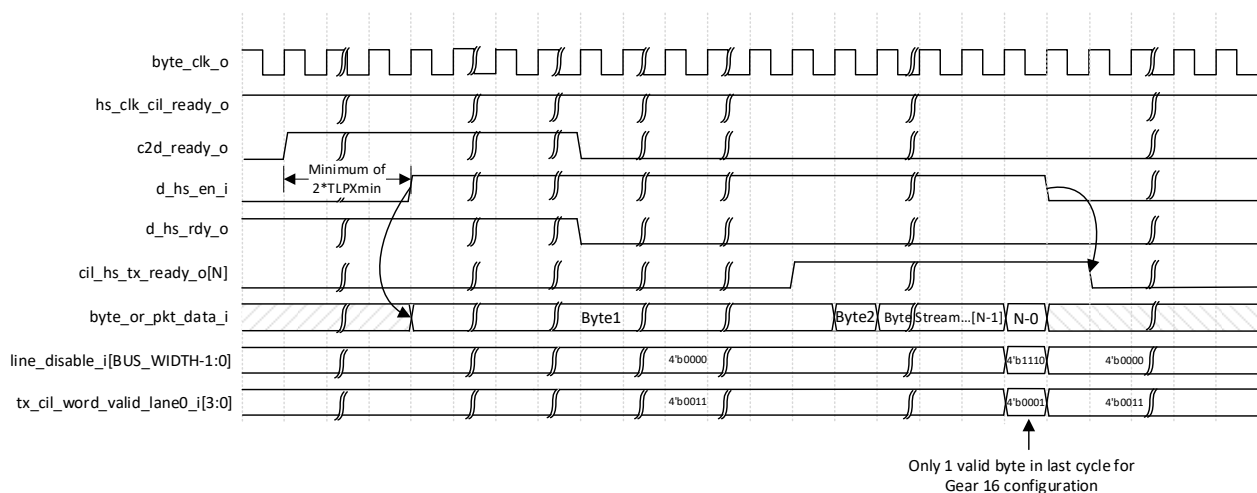 byte_clk_o
hs_clk_cil_ready_o
c2d_ready_o
Minimum of
2*TLPXmin
d_hs_en_i
d_hs_rdy_o
cil_hs_tx_ready_o[N]
byte_or_pkt_data_i
Byte1
Byte2
Byte Stream...[N-1]
N-0
line_disable_i[BUS_WIDTH-1:0]
4'b0000
4'b1110
4'b0000
tx_cil_word_valid_lane0_i[3:0]
4'b0011
4'b0001
4'b0011
Only 1 valid byte in last cycle for
Gear 16 configuration